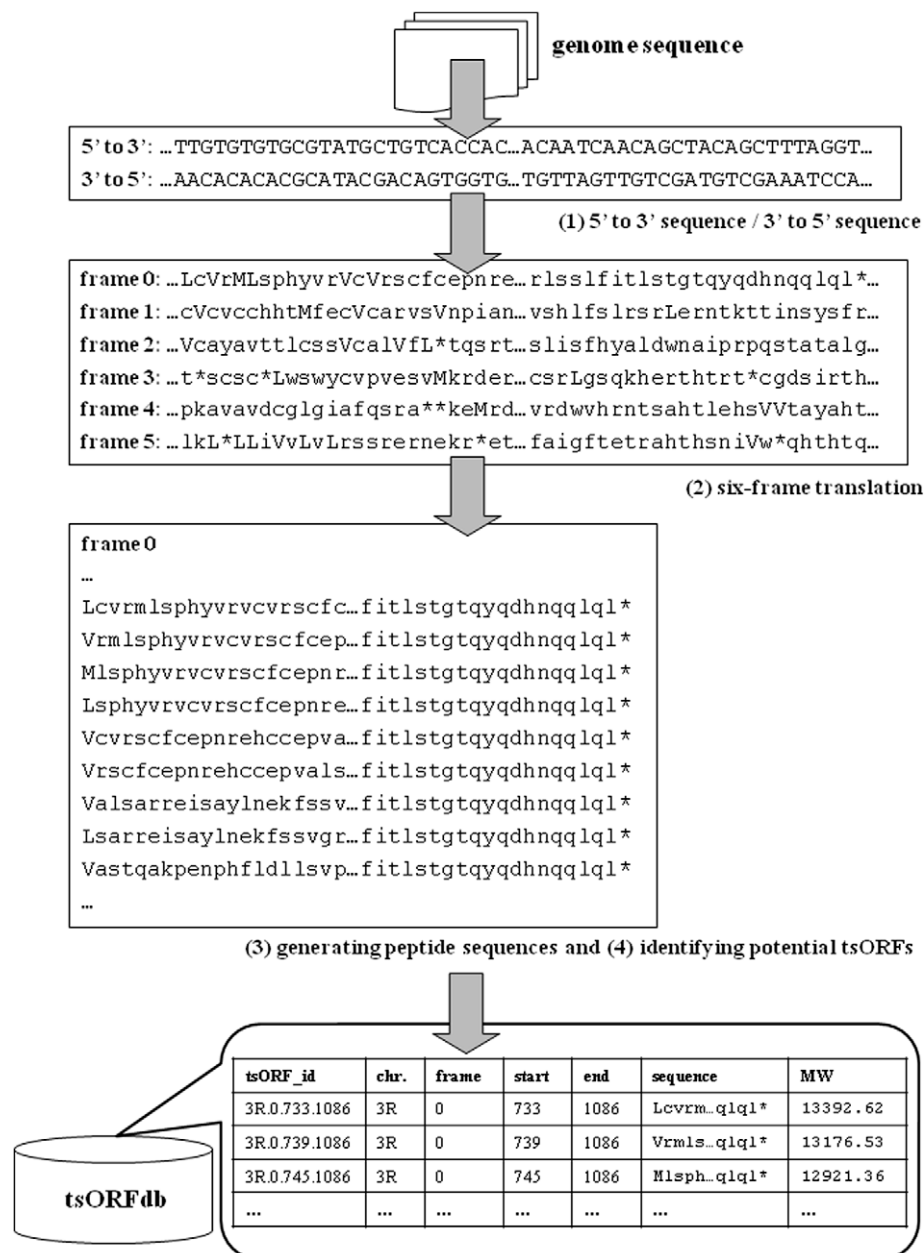 genome sequence
5' to 3': ...TTGTGTGTGCGTATGCTGTCACCAC...ACAATCAACAGCTACAGCTTTAGGT...
3' to 5': ...AACACACACGCATACGACAGTGGTG...TGTTAGTTGTCGATGTCGAAATCCA...
(1) 5' to 3' sequence / 3' to 5' sequence
frame 0: ...LcVrMLsphyvrVcVrscfcepnre...rlsslfitlstgtqyqdhnqqlql*...
frame 1: ...cVcvcchhtMfecVcarvsVnpian...vshlfslrsrLerntkttinsysfr...
frame 2: ...Vcayavttlcssvcalvfl*tqsrt...slisfhyaldwnaiprpqstatalg...
frame 3: ...t*scsc*LwswycvpvesvMkrder...csrLgsqkherthtrt*cgdsirth...
frame 4: ...pkavavdcglgiafqsra**keMrd...vrdwvhrntsahtlehsVVtayaht...
frame 5: ...lkL*LLiVvLvLrssrernekr*et...faigftetrahthsniVw*qhthtq...
(2) six-frame translation
frame 0
...
Lcvrmlsphyvrvcvrscfc...fitlstgtqyqdhnqqlql*
Vrmlsphyvrvcvrscfcep...fitlstgtqyqdhnqqlql*
Mlsphyvrvcvrscfcepnr...fitlstgtqyqdhnqqlql*
Lsphyvrvcvrscfcepnre...fitlstgtqyqdhnqqlql*
Vcvrscfcepnrehccepva...fitlstgtqyqdhnqqlql*
Vrscfcepnrehccepvals...fitlstgtqyqdhnqqlql*
Valsarreisaylnekfssv...fitlstgtqyqdhnqqlql*
Lsarreisaylnekfssvgr...fitlstgtqyqdhnqqlql*
Vastqakpenphfldllsvp...fitlstgtqyqdhnqqlql*
...
(3) generating peptide sequences and (4) identifying potential tsORFs
tsORF_id chr. frame start end sequence MW
3R.0.733.1086 3R 0 733 1086 Lcvrm...qlql* 13392.62
3R.0.739.1086 3R 0 739 1086 Vrmls...qlql* 13176.53
3R.0.745.1086 3R 0 745 1086 Mlsph...qlql* 12921.36
... ... ... ... ... ... ...
tsORFdb